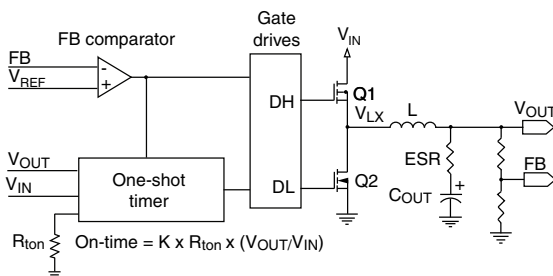 Gate
drives
FB comparator
V_IN
FB
V_REF
-
+
DH
Q1
V_LX
L
V_OUT
ESR
FB
V_OUT
V_IN
One-shot
timer
DL
Q2
C_OUT
+
R_ton
On-time = K x R_ton x (V_OUT/V_IN)